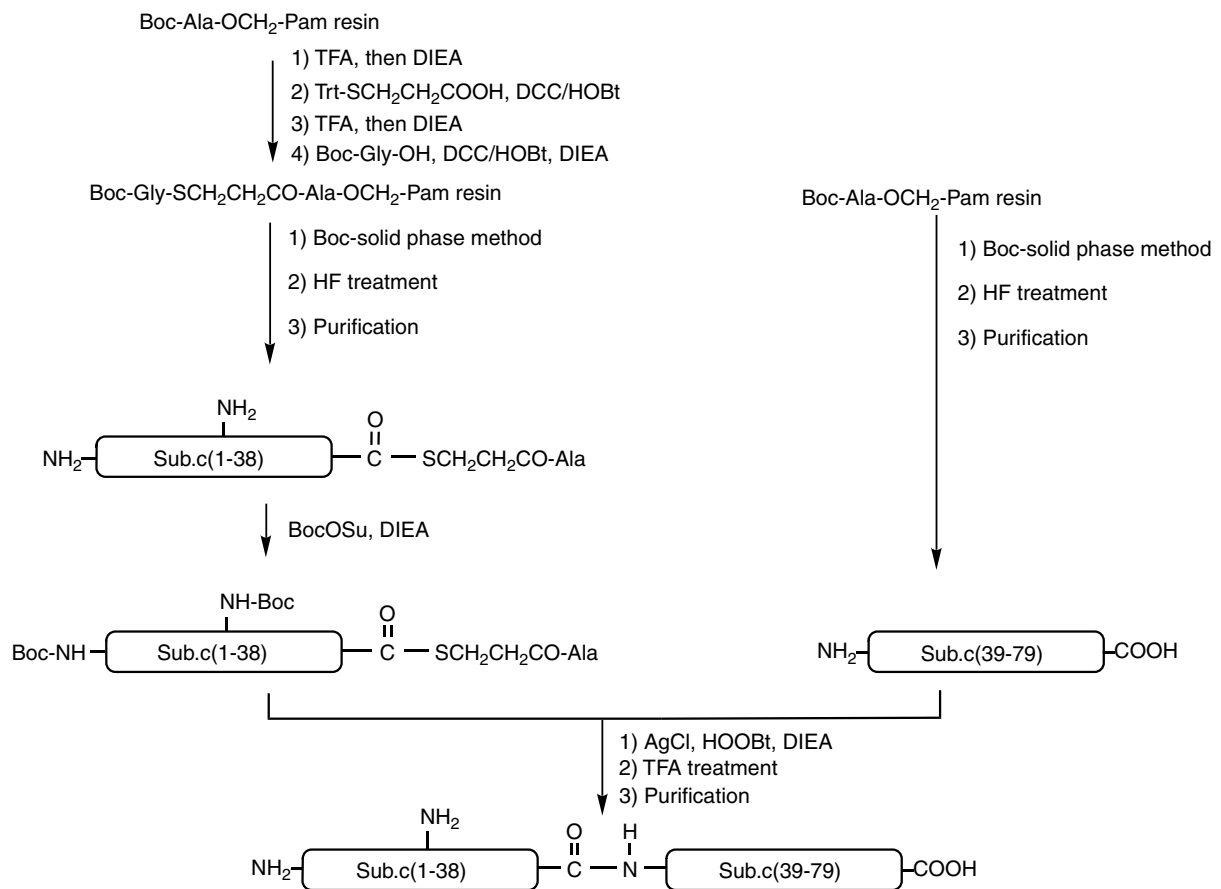 Boc-Ala-OCH2-Pam resin
1) TFA, then DIEA
2) Trt-SCH2CH2COOH, DCC/HOBt
3) TFA, then DIEA
4) Boc-Gly-OH, DCC/HOBt, DIEA
Boc-Gly-SCH2CH2CO-Ala-OCH2-Pam resin
1) Boc-solid phase method
2) HF treatment
3) Purification
Boc-Ala-OCH2-Pam resin
1) Boc-solid phase method
2) HF treatment
3) Purification
NH2
O
NH2 Sub.c(1-38) C SCH2CH2CO-Ala
BocOSu, DIEA
NH-Boc
O
Boc-NH Sub.c(1-38) C SCH2CH2CO-Ala
NH2 Sub.c(39-79) COOH
1) AgCl, HOOBt, DIEA
2) TFA treatment
3) Purification
NH2 O H
NH2 Sub.c(1-38) C N Sub.c(39-79) COOH